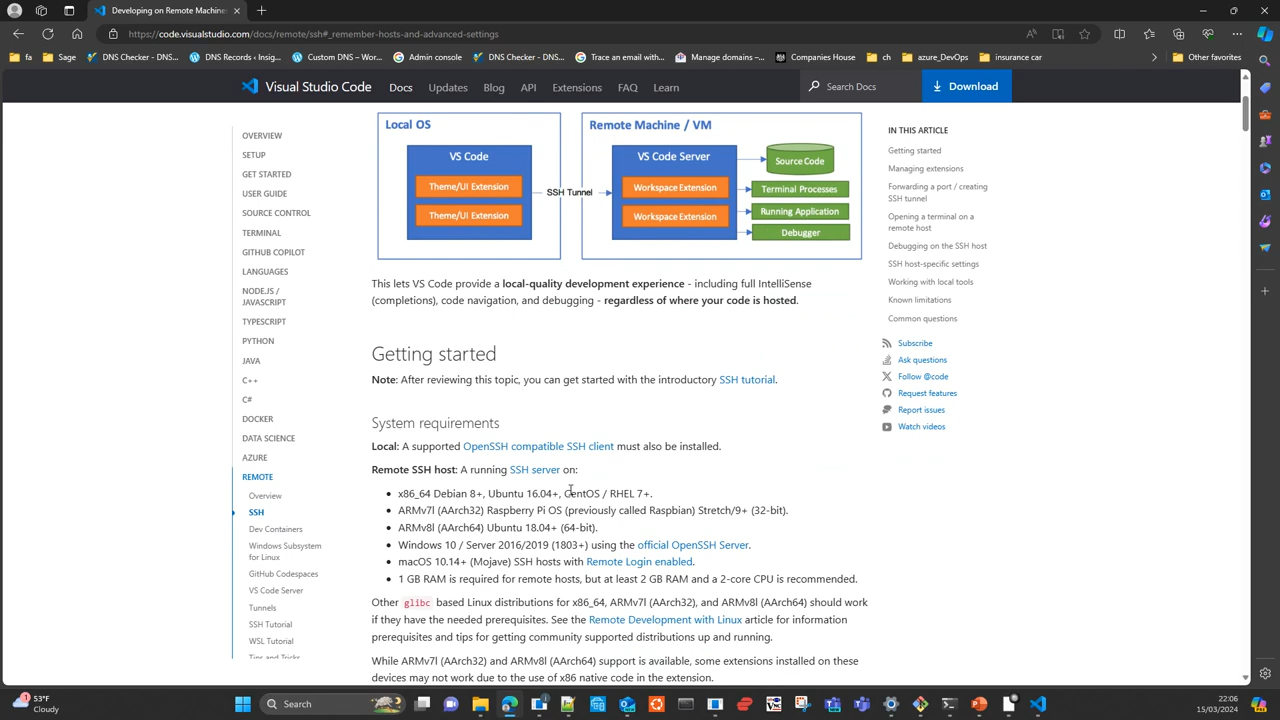 Developing on Remote Machines
https://code.visualstudio.com/docs/remote/ssh#_remember-hosts-and-advanced-settings
fa
Sage
DNS Checker - DNS...
Word Records ‹ Insig...
Custom DNS – Wor...
Admin console
DNS Checker - DNS...
Trace an email with...
Manage domains –...
Companies House
ch
azure_DevOps
insurance car
Other favorites
Visual Studio Code
Docs
Updates
Blog
API
Extensions
FAQ
Learn
Search Docs
Download
OVERVIEW
SETUP
GET STARTED
USER GUIDE
SOURCE CONTROL
TERMINAL
GITHUB COPILOT
LANGUAGES
NODE.JS /
JAVASCRIPT
TYPESCRIPT
PYTHON
JAVA
C++
C#
DOCKER
DATA SCIENCE
AZURE
REMOTE
Overview
SSH
Dev Containers
Windows Subsystem
for Linux
GitHub Codespaces
VS Code Server
Tunnels
SSH Tutorial
WSL Tutorial
Tips and Tricks
Local OS
VS Code
Theme/UI Extension
Theme/UI Extension
SSH Tunnel
Remote Machine / VM
VS Code Server
Workspace Extension
Workspace Extension
Source Code
Terminal Processes
Running Application
Debugger
This lets VS Code provide a local-quality development experience - including full IntelliSense
(completions), code navigation, and debugging - regardless of where your code is hosted.
Getting started
Note: After reviewing this topic, you can get started with the introductory SSH tutorial.
System requirements
Local: A supported OpenSSH compatible SSH client must also be installed.
Remote SSH host: A running SSH server on:
x86_64 Debian 8+, Ubuntu 16.04+, CentOS / RHEL 7+.
ARMv7l (AArch32) Raspberry Pi OS (previously called Raspbian) Stretch/9+ (32-bit).
ARMv8l (AArch64) Ubuntu 18.04+ (64-bit).
Windows 10 / Server 2016/2019 (1803+) using the official OpenSSH Server.
macOS 10.14+ (Mojave) SSH hosts with Remote Login enabled.
1 GB RAM is required for remote hosts, but at least 2 GB RAM and a 2-core CPU is recommended.
Other glibc based Linux distributions for x86_64, ARMv7l (AArch32), and ARMv8l (AArch64) should work
if they have the needed prerequisites. See the Remote Development with Linux article for information
prerequisites and tips for getting community supported distributions up and running.
While ARMv7l (AArch32) and ARMv8l (AArch64) support is available, some extensions installed on these
devices may not work due to the use of x86 native code in the extension.
IN THIS ARTICLE
Getting started
Managing extensions
Forwarding a port / creating
SSH tunnel
Opening a terminal on a
remote host
Debugging on the SSH host
SSH host-specific settings
Working with local tools
Known limitations
Common questions
Subscribe
Ask questions
Follow @code
Request features
Report issues
Watch videos
1
53°F
Cloudy
Search
22:06
15/03/2024